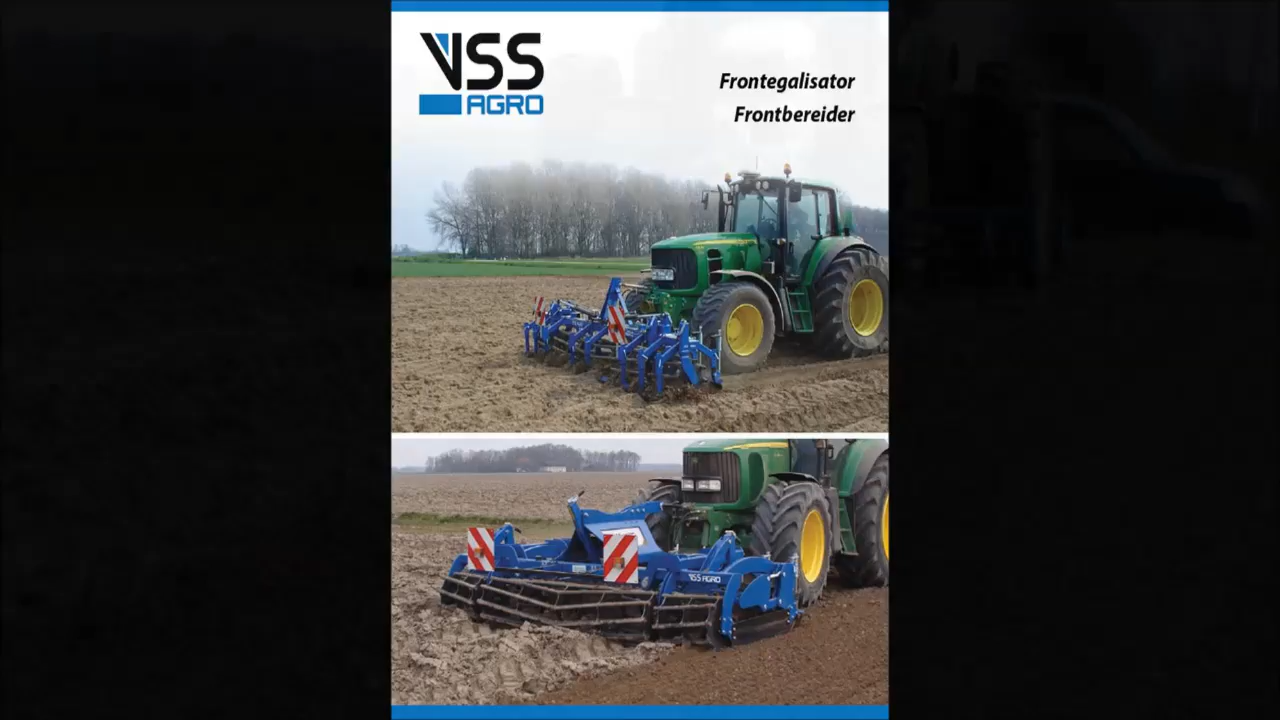 VSS
AGRO
Frontegalisator
Frontbereider
VSS AGRO